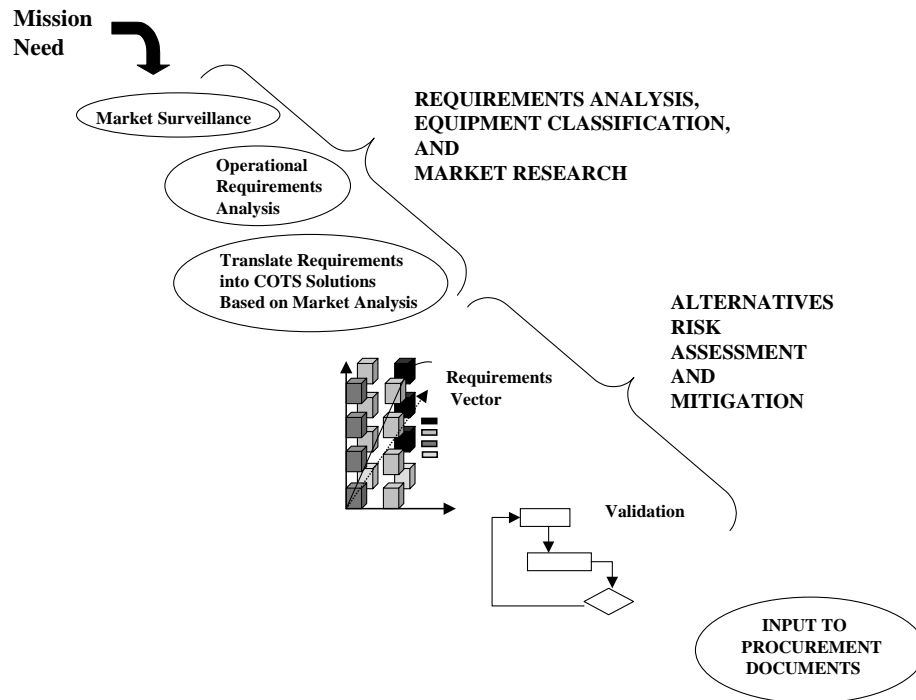 Mission
Need
Market Surveillance
REQUIREMENTS ANALYSIS,
EQUIPMENT CLASSIFICATION,
AND
MARKET RESEARCH
Operational
Requirements
Analysis
Translate Requirements
into COTS Solutions
Based on Market Analysis
ALTERNATIVES
RISK
ASSESSMENT
AND
MITIGATION
Requirements
Vector
Validation
INPUT TO
PROCUREMENT
DOCUMENTS